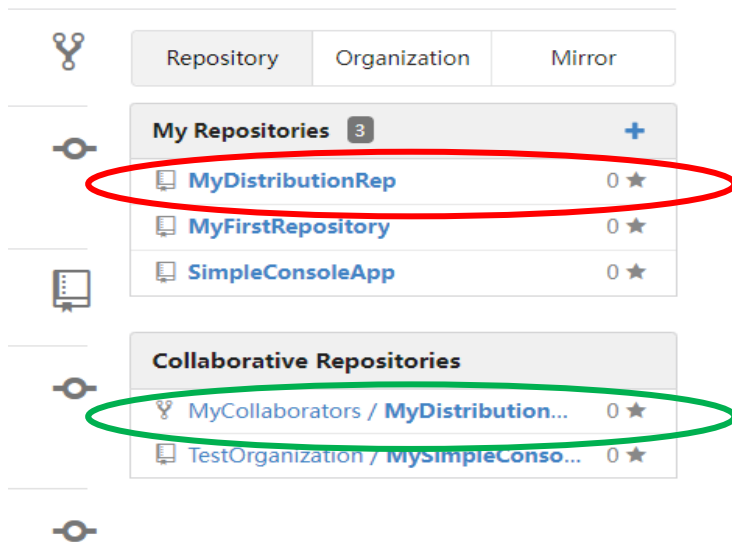 Repository Organization Mirror
My Repositories 3
MyDistributionRep 0
MyFirstRepository 0
SimpleConsoleApp 0
Collaborative Repositories
MyCollaborators / MyDistribution... 0
TestOrganization / MySimpleConso... 0